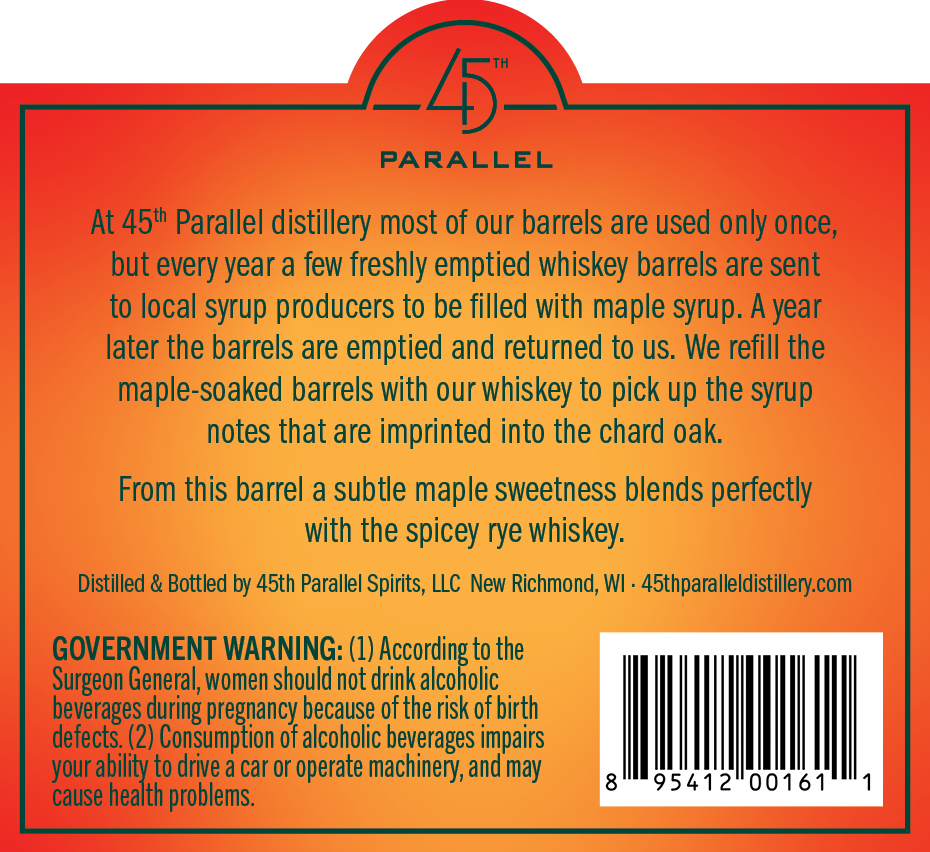 45TH
PARALLEL
At 45th Parallel distillery most of our barrels are used only once,
but every year a few freshly emptied whiskey barrels are sent
to local syrup producers to be filled with maple syrup. A year
later the barrels are emptied and returned to us. We refill the
maple-soaked barrels with our whiskey to pick up the syrup
notes that are imprinted into the chard oak.
From this barrel a subtle maple sweetness blends perfectly
with the spicey rye whiskey.
Distilled & Bottled by 45th Parallel Spirits, LLC New Richmond, WI · 45thparalleldistillery.com
GOVERNMENT WARNING: (1) According to the
Surgeon General, women should not drink alcoholic
beverages during pregnancy because of the risk of birth
defects. (2) Consumption of alcoholic beverages impairs
your ability to drive a car or operate machinery, and may
cause health problems.
8 95412 00161 1